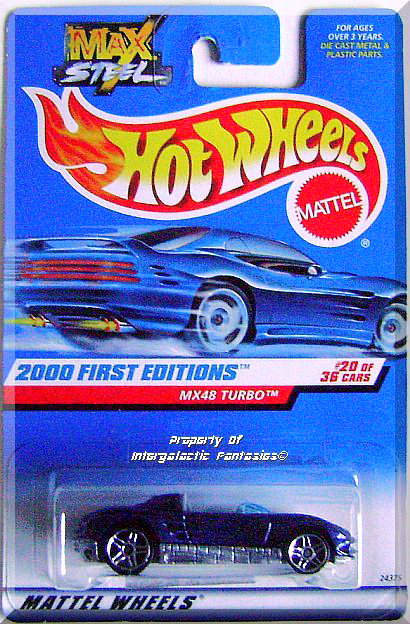 MAX
STEEL™
FOR AGES
OVER 3 YEARS.
DIE CAST METAL &
PLASTIC PARTS.
HOT WHEELS
MATTEL
®
2000 FIRST EDITIONS™
#20 OF
36 CARS
MX48 TURBO™
Property Of
Intergalactic Fantasies©
24375
MATTEL WHEELS®